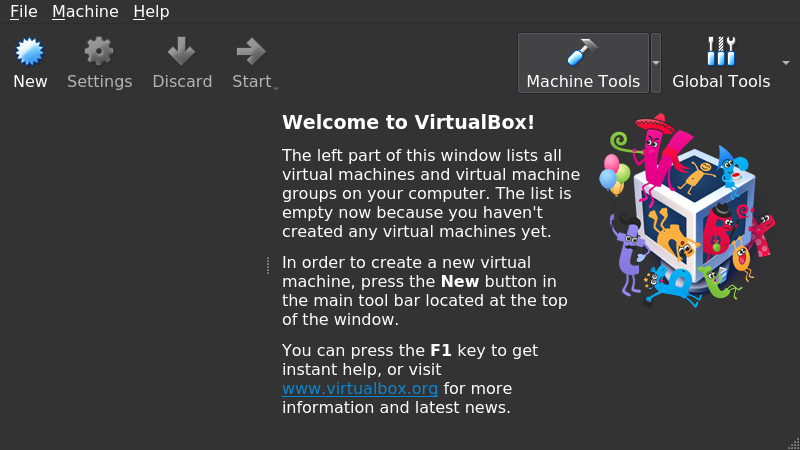 File Machine Help
New Settings Discard Start Machine Tools Global Tools
Welcome to VirtualBox!
The left part of this window lists all
virtual machines and virtual machine
groups on your computer. The list is
empty now because you haven't
created any virtual machines yet.
In order to create a new virtual
machine, press the New button in
the main tool bar located at the top
of the window.
You can press the F1 key to get
instant help, or visit
www.virtualbox.org for more
information and latest news.